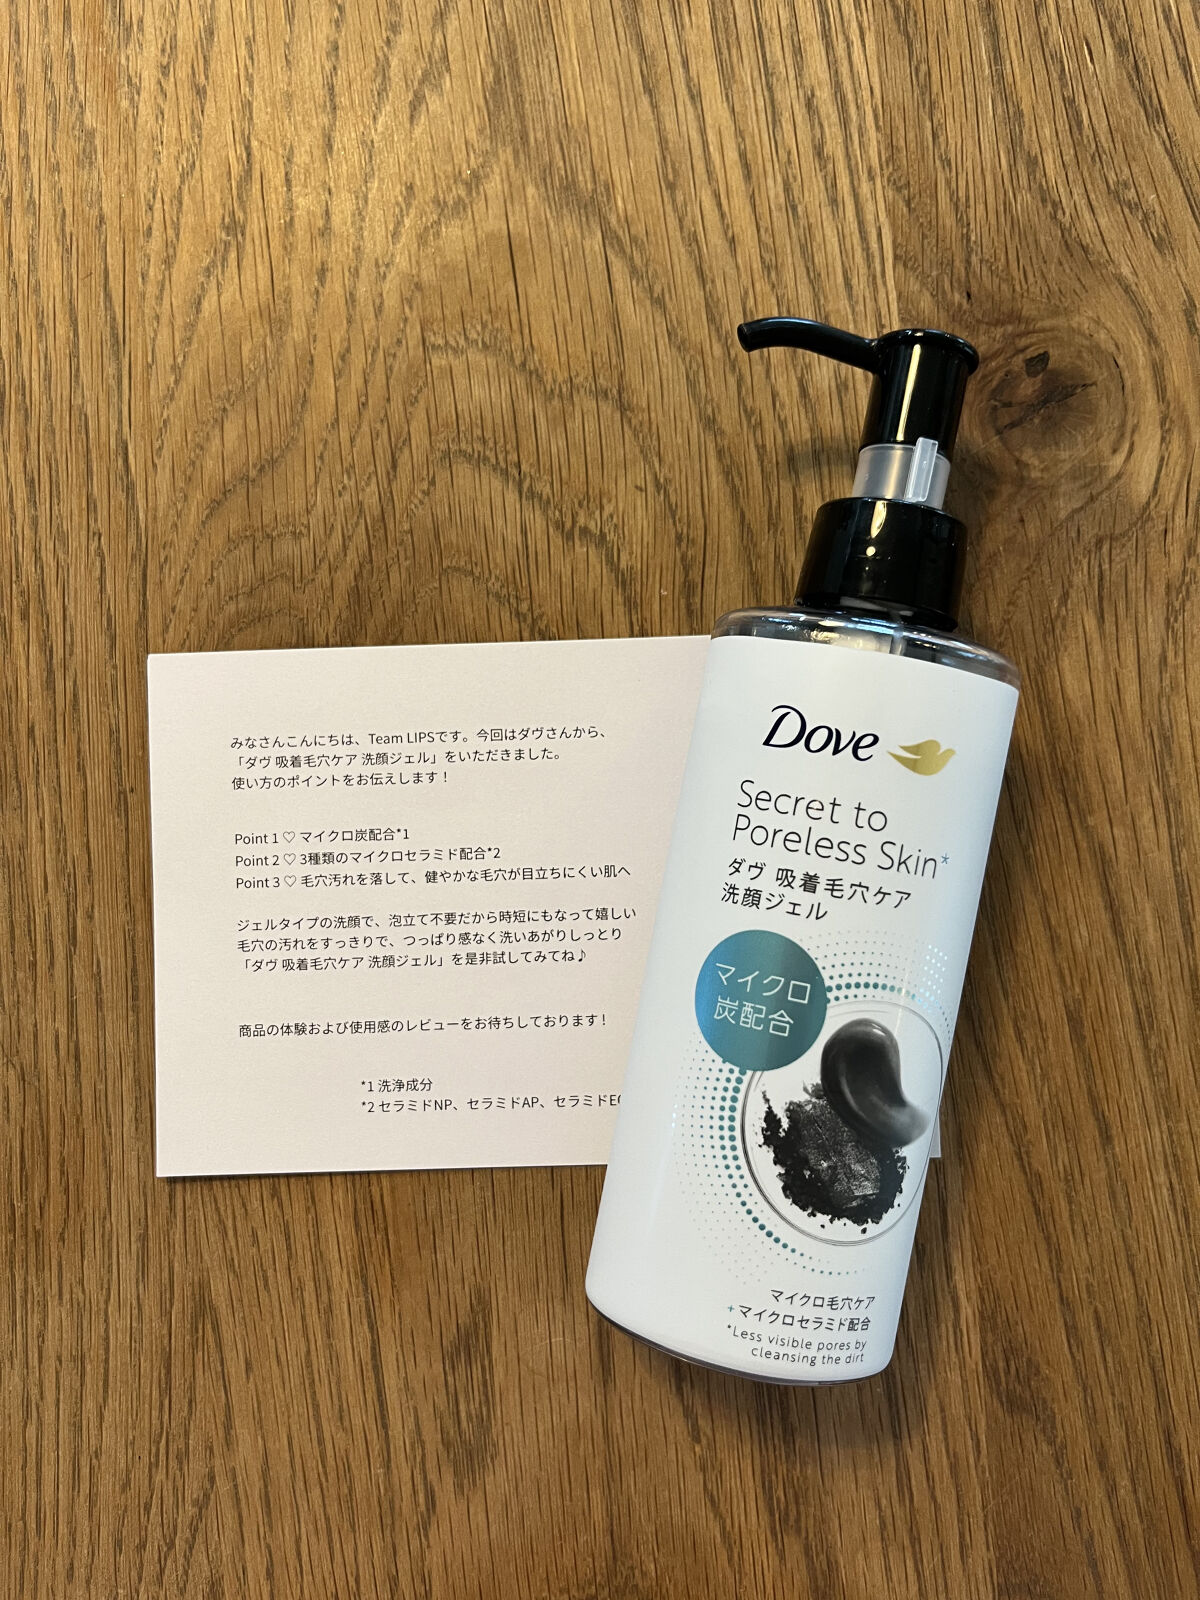 みなさんこんにちは、Team LIPSです。今回はダヴさんから、
「ダヴ 吸着毛穴ケア 洗顔ジェル」をいただきました。
使い方のポイントをお伝えします！
Point 1 ♡ マイクロ炭配合*1
Point 2 ♡ 3種類のマイクロセラミド配合*2
Point 3 ♡ 毛穴汚れを落して、健やかな毛穴が目立ちにくい肌へ
ジェルタイプの洗顔で、泡立て不要だから時短にもなって嬉しい
毛穴の汚れをすっきりで、つっぱり感なく洗いあがりしっとり
「ダヴ 吸着毛穴ケア 洗顔ジェル」を是非試してみてね♪
商品の体験および使用感のレビューをお待ちしております！
*1 洗浄成分
*2 セラミドNP、セラミドAP、セラミドEO
Dove
Secret to
Poreless Skin*
ダヴ 吸着毛穴ケア
洗顔ジェル
マイクロ
炭配合
マイクロ毛穴ケア
+マイクロセラミド配合
*Less visible pores by
cleansing the dirt